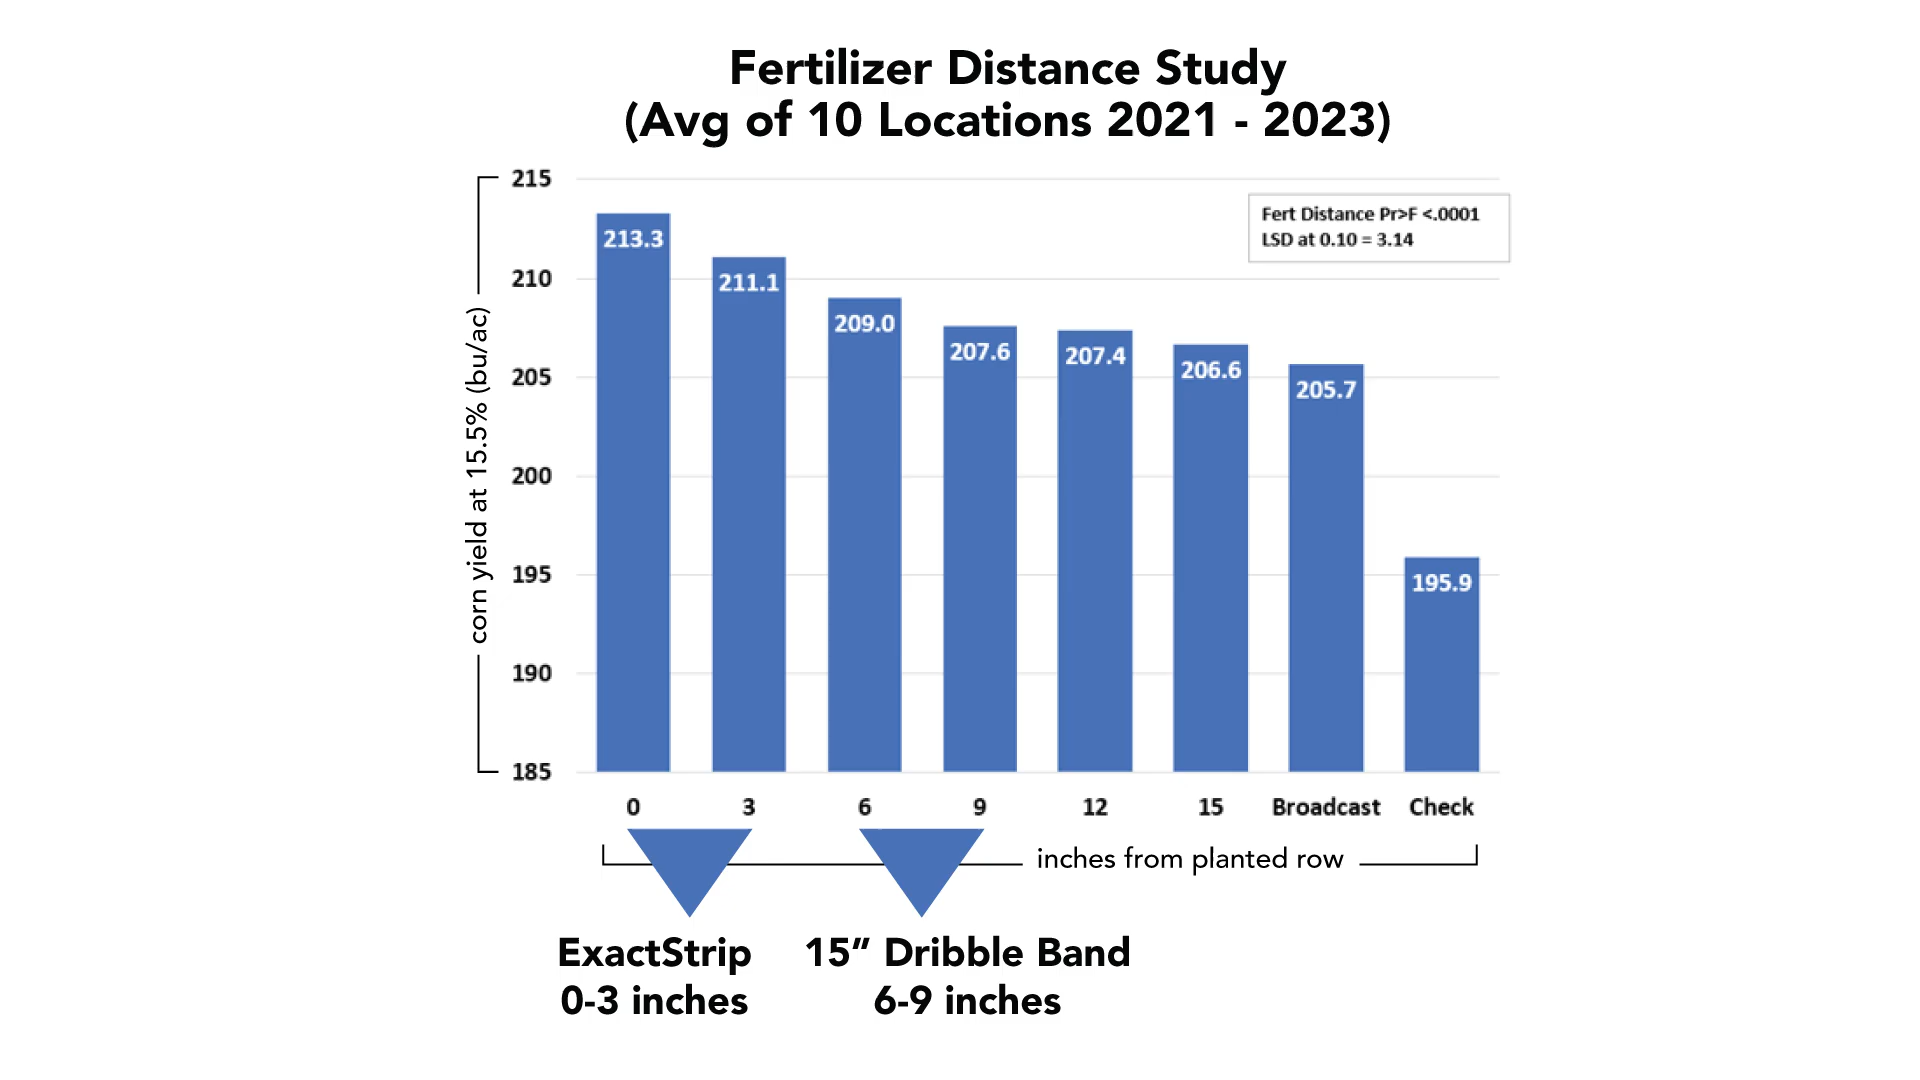 Fertilizer Distance Study
(Avg of 10 Locations 2021 - 2023)
corn yield at 15.5% (bu/ac)
215
210
205
200
195
190
185
Fert Distance Pr>F <.0001
LSD at 0.10 = 3.14
213.3
211.1
209.0
207.6
207.4
206.6
205.7
195.9
0 3 6 9 12 15 Broadcast Check
inches from planted row
ExactStrip
0-3 inches
15” Dribble Band
6-9 inches